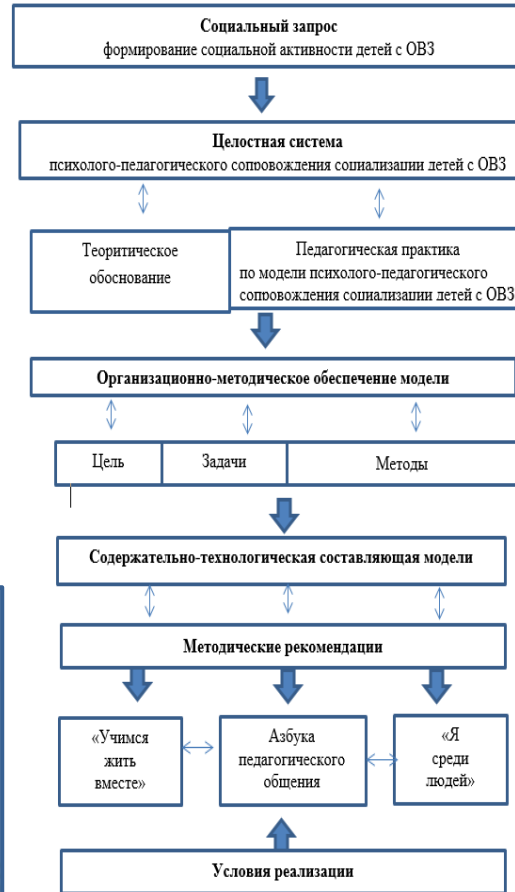 Социальный запрос
формирование социальной активности детей с ОВЗ
Целостная система
психолого-педагогического сопровождения социализации детей с ОВЗ
Теоритическое
обоснование
Педагогическая практика
по модели психолого-педагогического
сопровождения социализации детей с ОВЗ
Организационно-методическое обеспечение модели
Цель
Задачи
Методы
Содержательно-технологическая составляющая модели
Методические рекомендации
«Учимся
жить
вместе»
Азбука
педагогического
общения
«Я
среди
людей»
Условия реализации